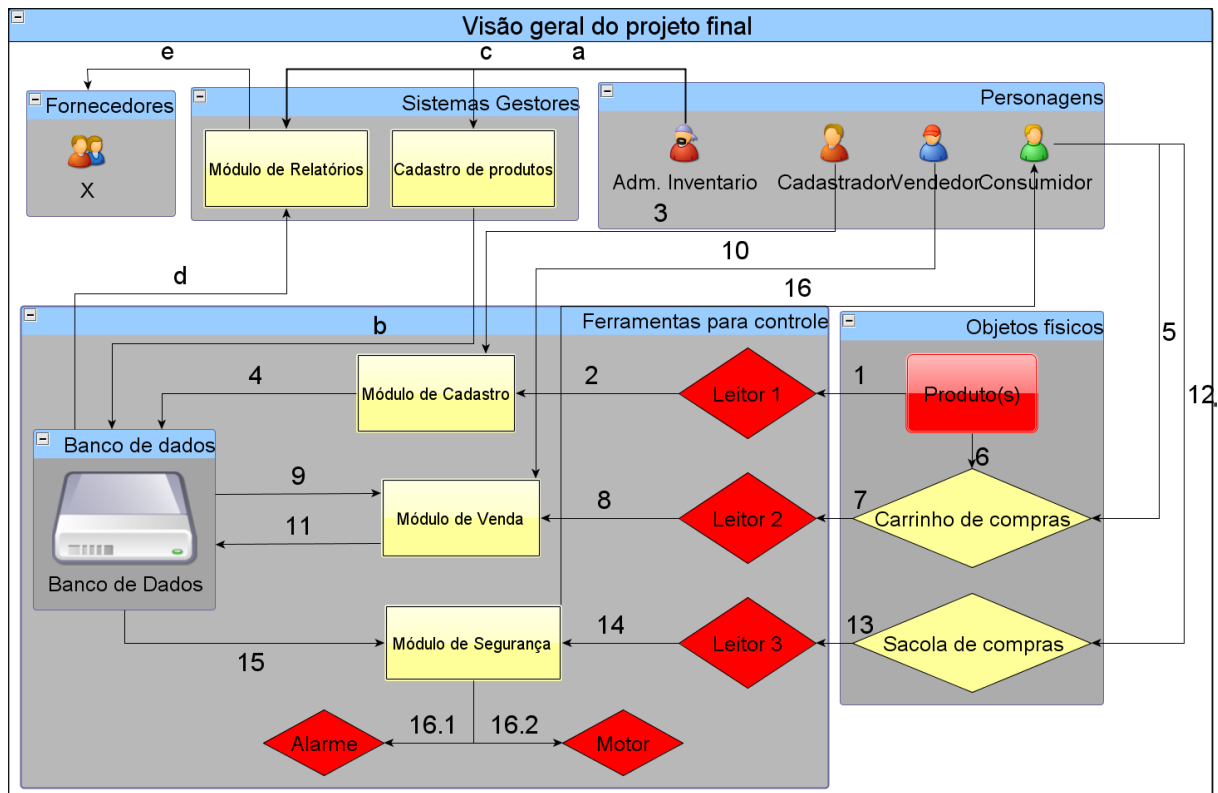 Visão geral do projeto final
e
c
a
Fornecedores
X
Sistemas Gestores
Módulo de Relatórios
Cadastro de produtos
Personagens
Adm. Inventario
Cadastrador
Vendedor
Consumidor
3
10
16
d
b
5
12.
Ferramentas para controle
Objetos físicos
4
Módulo de Cadastro
2
Leitor 1
1
Produto(s)
Banco de dados
Banco de Dados
9
11
Módulo de Venda
8
Leitor 2
7
6
Carrinho de compras
15
Módulo de Segurança
14
Leitor 3
13
Sacola de compras
Alarme
16.1
16.2
Motor